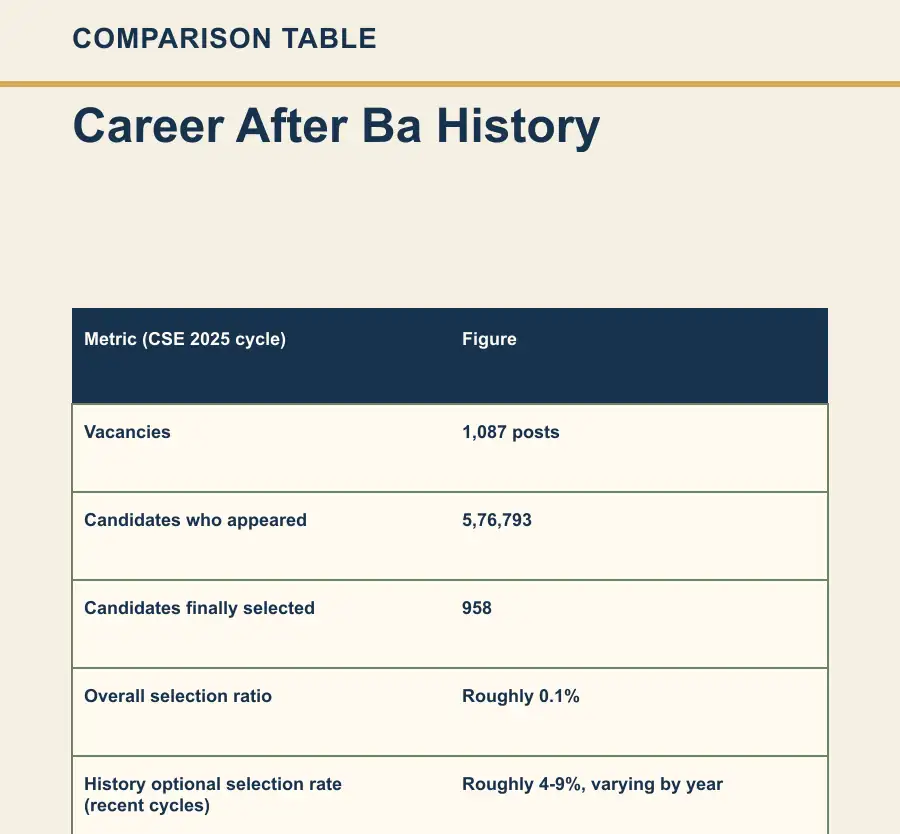 COMPARISON TABLE
Career After Ba History
Metric (CSE 2025 cycle) Figure
Vacancies 1,087 posts
Candidates who appeared 5,76,793
Candidates finally selected 958
Overall selection ratio Roughly 0.1%
History optional selection rate Roughly 4-9%, varying by year
(recent cycles)